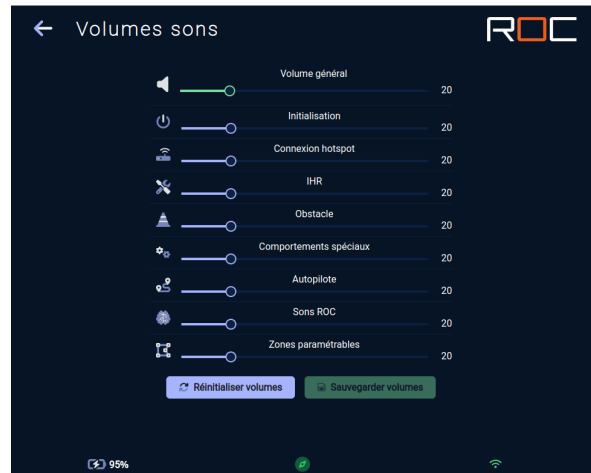 Volumes sons
ROC
Volume général
20
Initialisation
20
Connexion hotspot
20
IHR
20
Obstacle
20
Comportements spéciaux
20
Autopilote
20
Sons ROC
20
Zones paramétrables
20
Réinitialiser volumes Sauvegarder volumes
95%